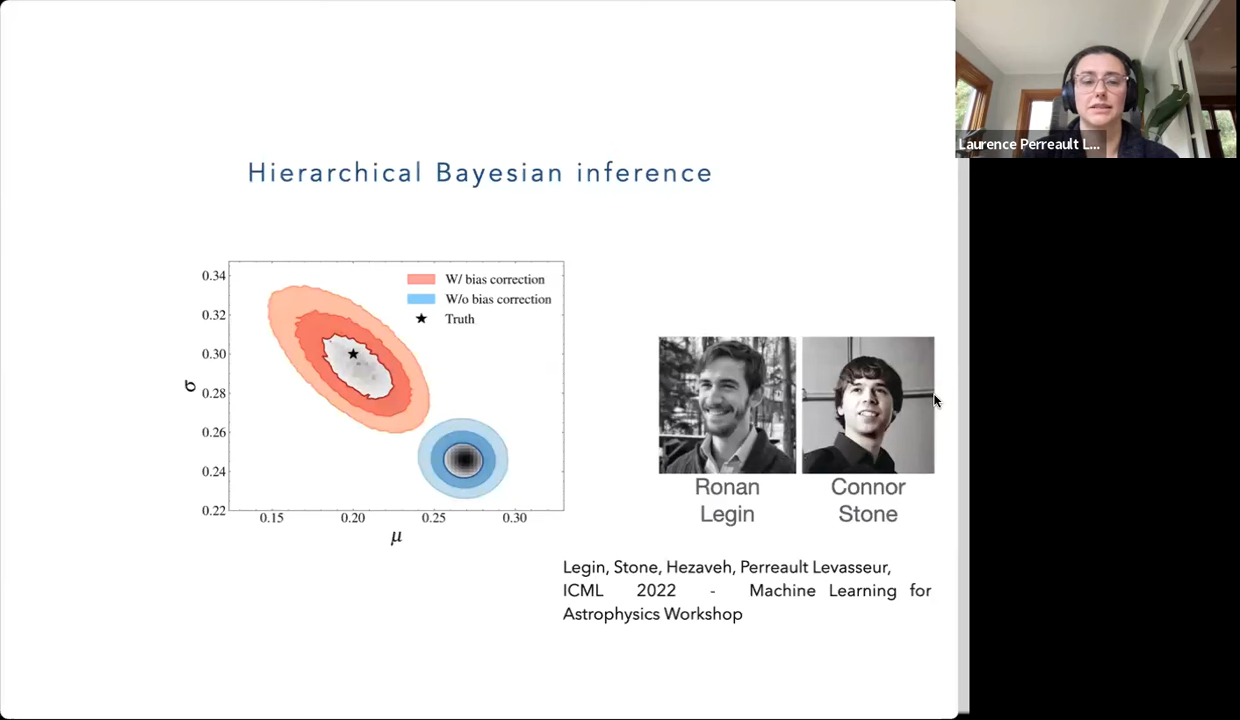 Laurence Perreault L...
Hierarchical Bayesian inference
0.34
0.32
0.30
0.28
0.26
0.24
0.22
σ
W/ bias correction
W/o bias correction
Truth
0.15
0.20
0.25
0.30
μ
Ronan
Legin
Connor
Stone
Legin, Stone, Hezaveh, Perreault Levasseur,
ICML 2022 - Machine Learning for
Astrophysics Workshop